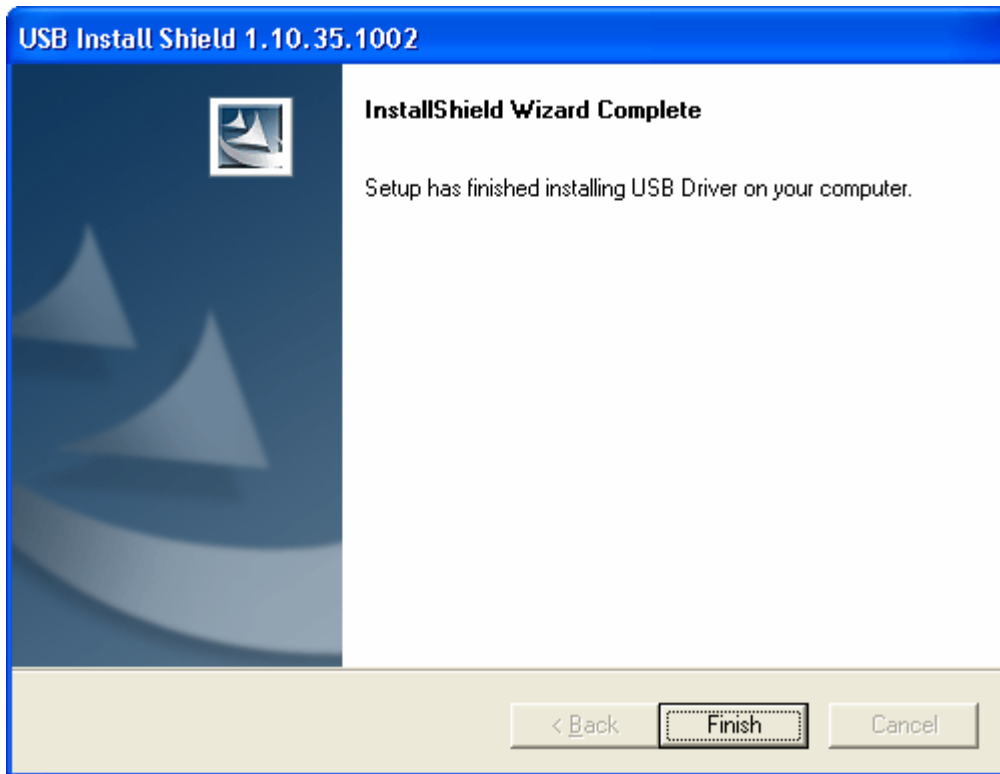 USB Install Shield 1.10.35.1002
InstallShield Wizard Complete
Setup has finished installing USB Driver on your computer.
< Back
Finish
Cancel